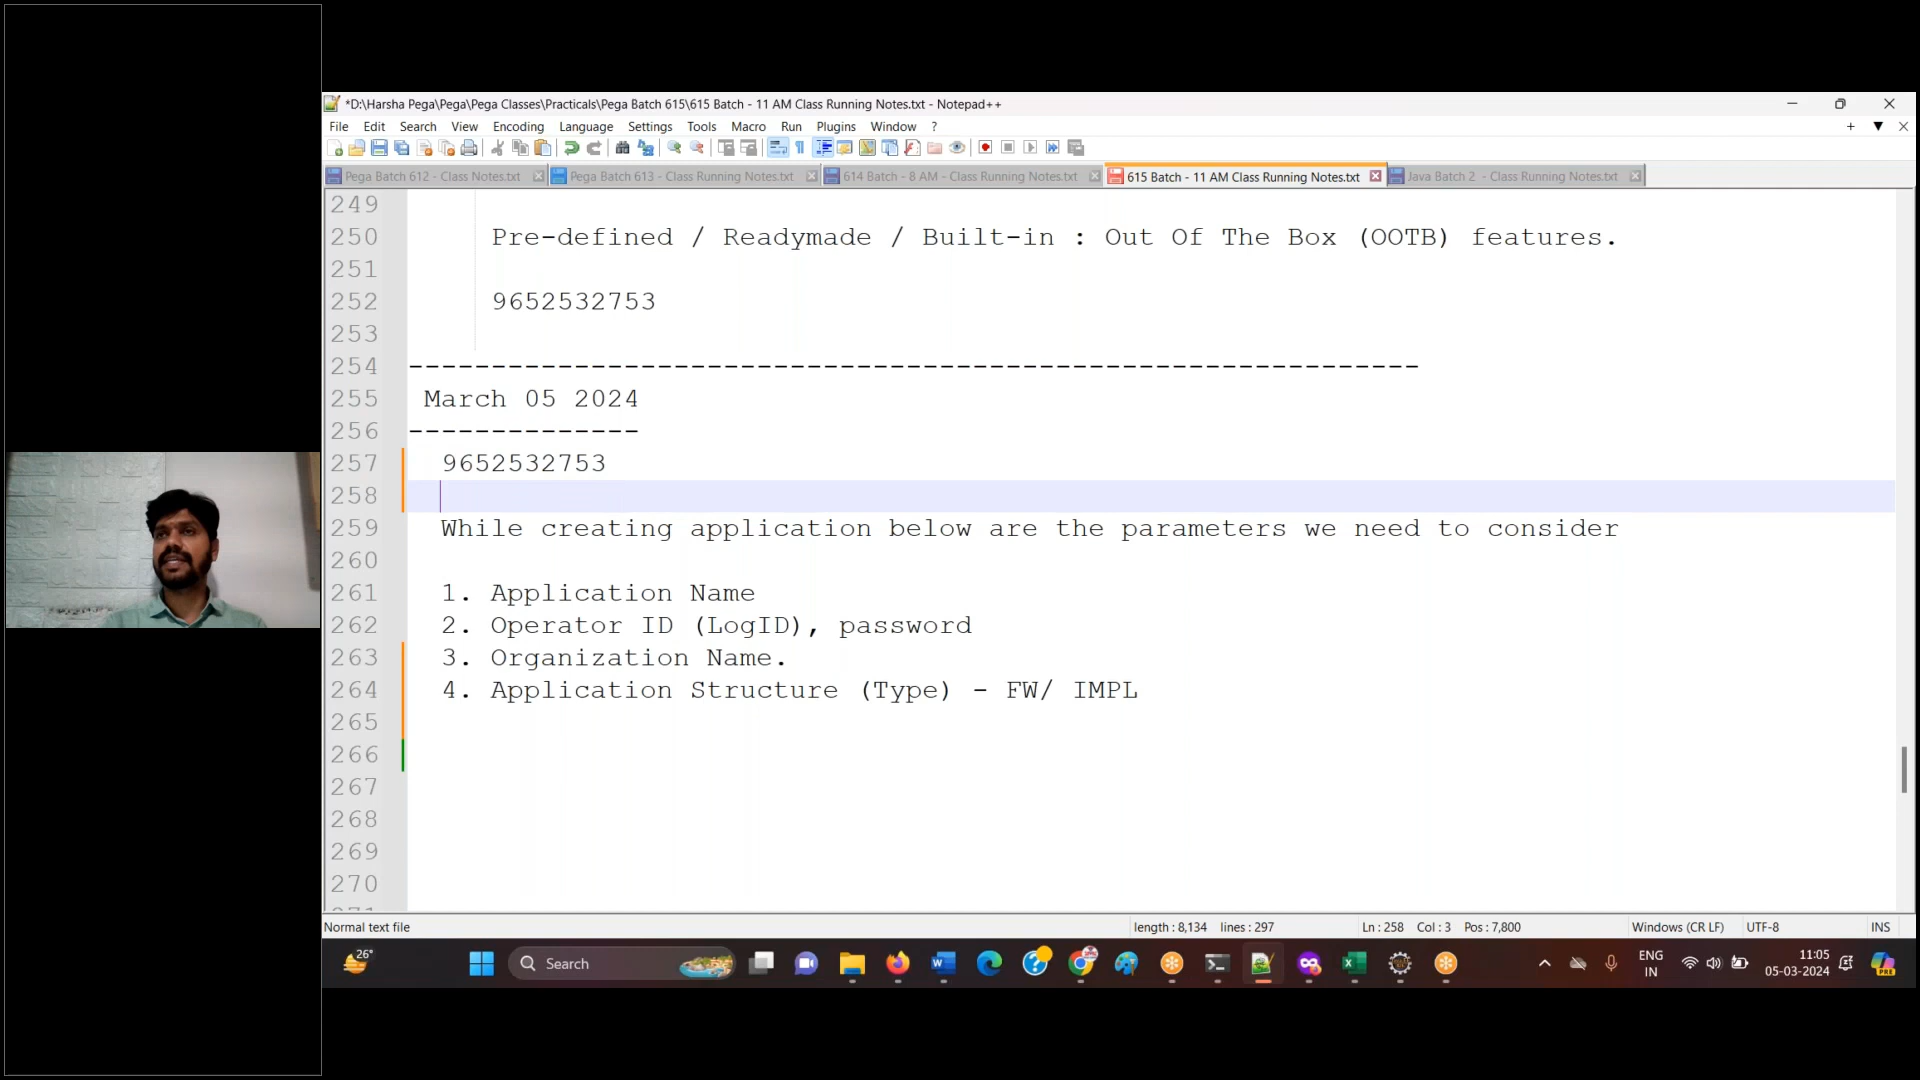 *D:\Harsha Pega\Pega\Pega Classes\Practicals\Pega Batch 615\615 Batch - 11 AM Class Running Notes.txt - Notepad++
File Edit Search View Encoding Language Settings Tools Macro Run Plugins Window ?
Pega Batch 612 - Class Notes.txt Pega Batch 613 - Class Running Notes.txt 614 Batch - 8 AM - Class Running Notes.txt 615 Batch - 11 AM Class Running Notes.txt Java Batch 2 - Class Running Notes.txt
249
250 Pre-defined / Readymade / Built-in : Out Of The Box (OOTB) features.
251
252 9652532753
253
254 -------------------------------------------------------------
255 March 05 2024
256 --------------
257 9652532753
258
259 While creating application below are the parameters we need to consider
260
261 1. Application Name
262 2. Operator ID (LogID), password
263 3. Organization Name.
264 4. Application Structure (Type) - FW/ IMPL
265
266
267
268
269
270
Normal text file length : 8,134 lines : 297 Ln : 258 Col : 3 Pos : 7,800 Windows (CR LF) UTF-8 INS
26° Search ENG IN 11:05 05-03-2024 PRE